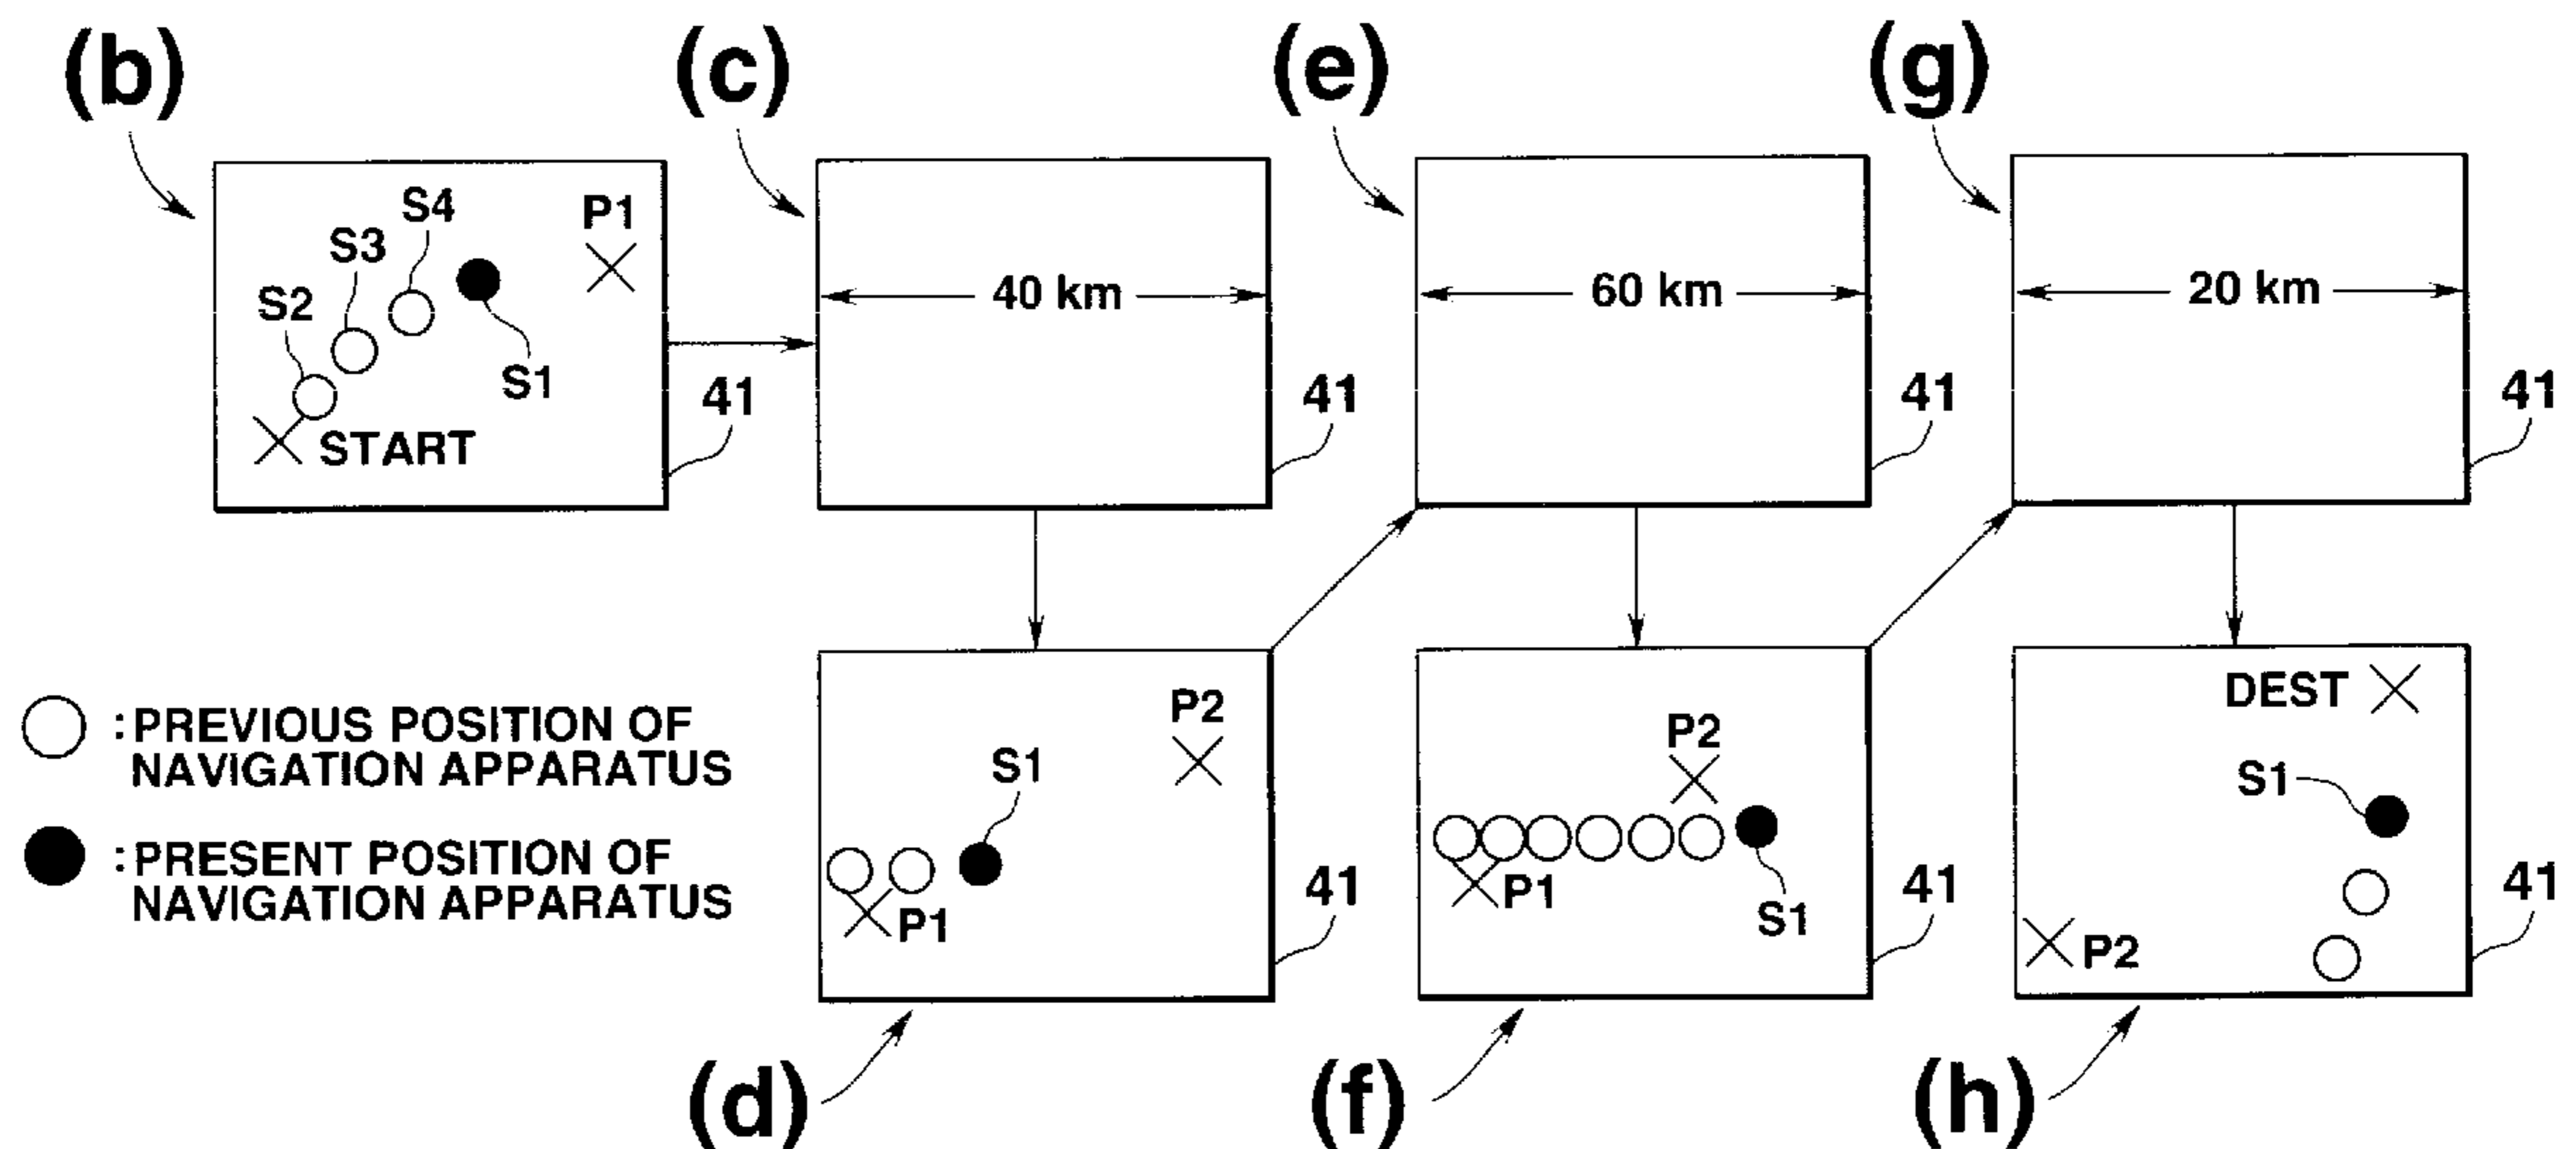 (b)
(c)
(e)
(g)
S4
P1
S3
S2
S1
START
41
40 km
41
60 km
41
20 km
41
○ :PREVIOUS POSITION OF
NAVIGATION APPARATUS
● :PRESENT POSITION OF
NAVIGATION APPARATUS
P2
S1
P1
41
P2
P1
S1
41
DEST
S1
P2
41
(d)
(f)
(h)